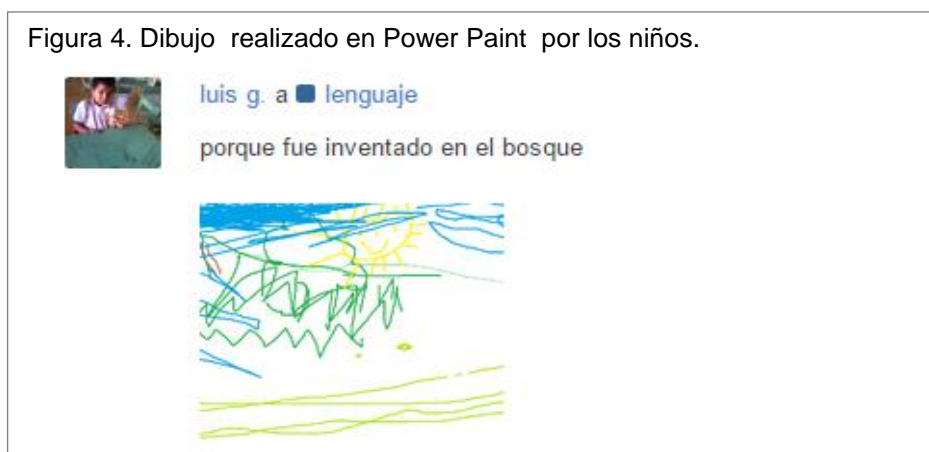 Figura 4. Dibujo  realizado en Power Paint  por los niños.
luis g. a lenguaje
porque fue inventado en el bosque